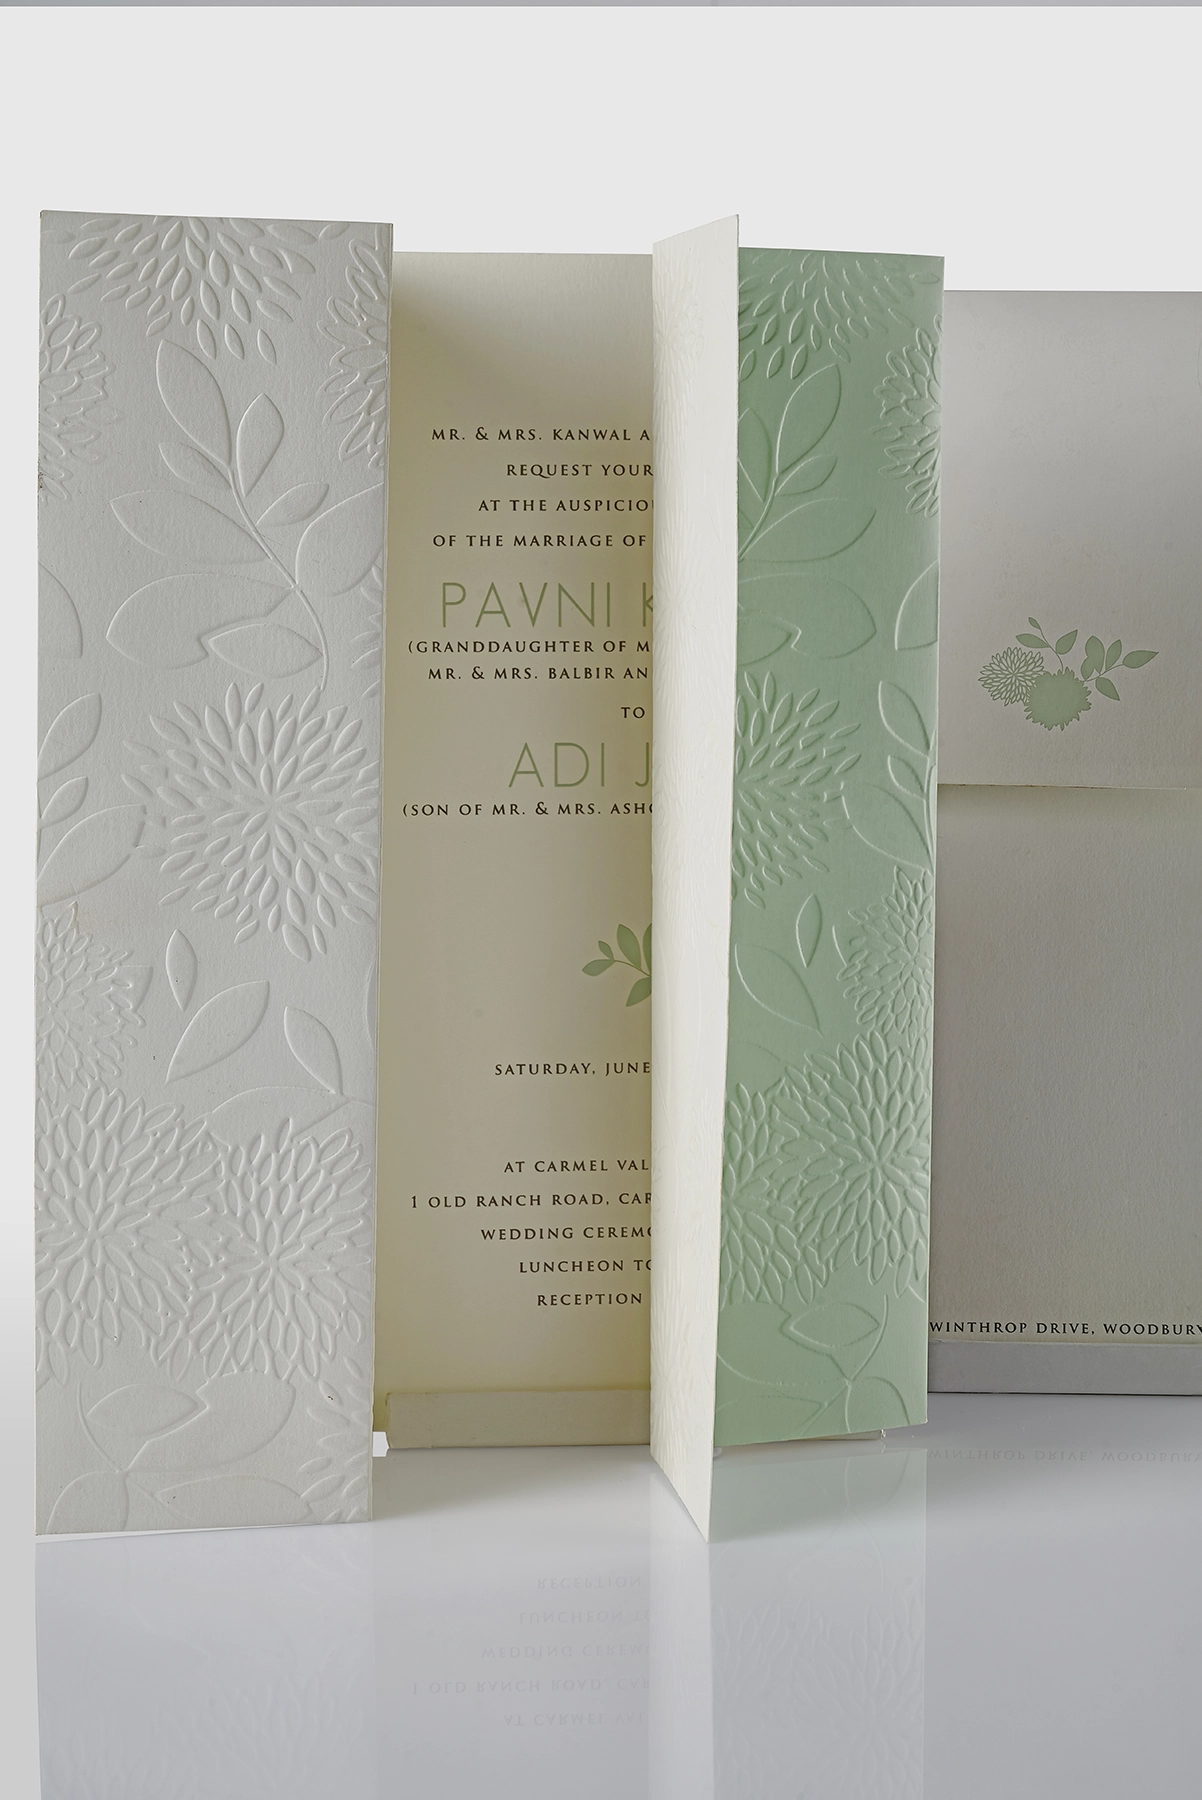 MR. & MRS. KANWAL A
REQUEST YOUR
AT THE AUSPICIOU
OF THE MARRIAGE OF
PAVNI K
(GRANDDAUGHTER OF M
MR. & MRS. BALBIR AN
TO
ADI J
(SON OF MR. & MRS. ASHO
SATURDAY, JUNE
AT CARMEL VAL
1 OLD RANCH ROAD, CAR
WEDDING CEREMO
LUNCHEON TO
RECEPTION
WINTHROP DRIVE, WOODBURY